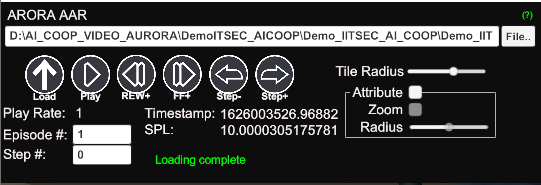 ARORA AAR
(?)
D:\AI_COOP_VIDEO_AURORA\DemoITSEC_AICOOP\Demo_IITSEC_AI_COOP\Demo_IIT
File..
Load Play REW+ FF+ Step- Step+
Tile Radius
Attribute
Zoom
Radius
Play Rate: 1
Timestamp: 1626003526.96882
Episode #: 1
SPL: 10.0000305175781
Step #: 0
Loading complete